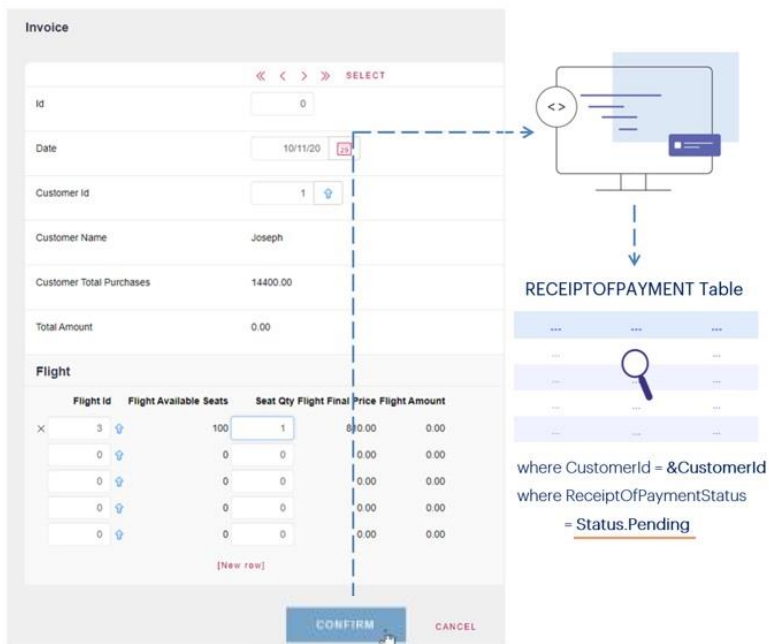 Invoice
« < > » SELECT
Id 0
Date 10/11/20 29
Customer Id 1
Customer Name Joseph
Customer Total Purchases 14400.00
Total Amount 0.00
Flight
Flight Id Flight Available Seats Seat Qty Flight Final Price Flight Amount
× 3 100 1 810.00 0.00
0 0 0 0.00 0.00
0 0 0 0.00 0.00
0 0 0 0.00 0.00
0 0 0 0.00 0.00
[New row]
CONFIRM CANCEL
<>
RECEIPTOFPAYMENT Table
... ... ...
... ...
... ... ...
... ... ...
... ... ...
where CustomerId = &CustomerId
where ReceiptOfPaymentStatus
= Status.Pending